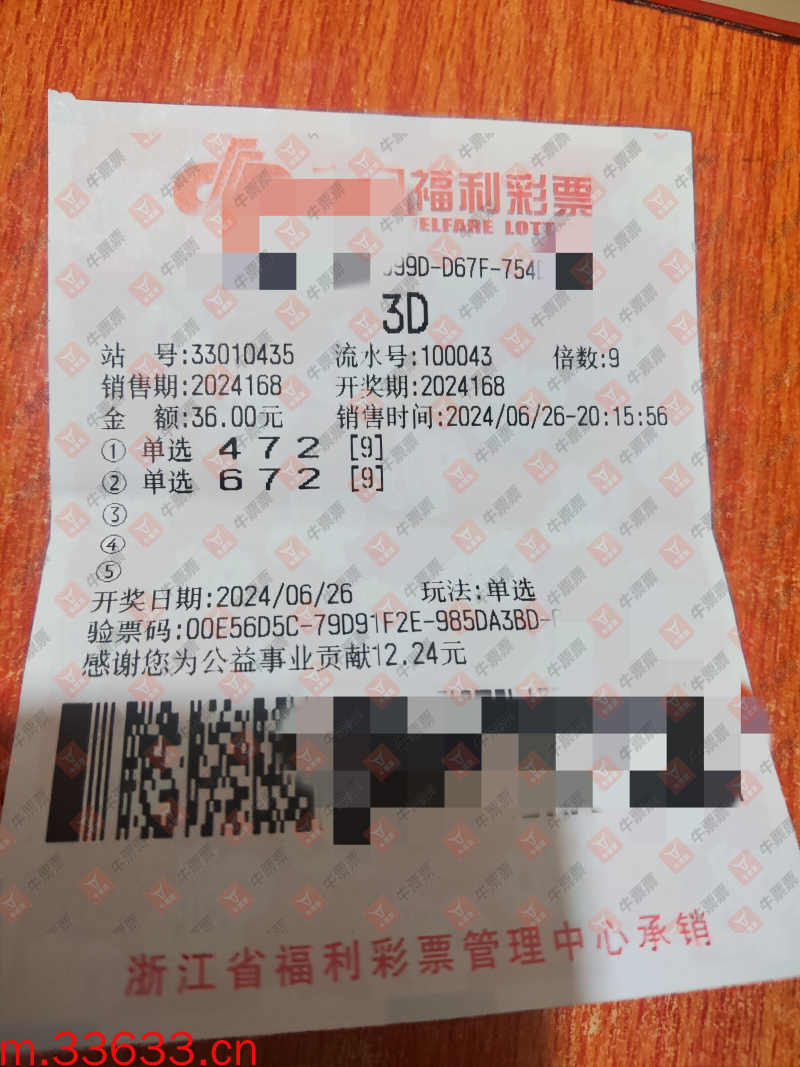 福利彩票
ELFARE LOTT
99D-D67F-754
3D
站 号:33010435 流水号:100043 倍数:9
销售期:2024168 开奖期:2024168
金 额:36.00元 销售时间:2024/06/26-20:15:56
① 单选 4 7 2 [9]
② 单选 6 7 2 [9]
③
④
⑤
开奖日期:2024/06/26 玩法:单选
验票码:00E56D5C-79D91F2E-985DA3BD-
感谢您为公益事业贡献12.24元
浙江省福利彩票管理中心承销
m.33633.cn
牛票票